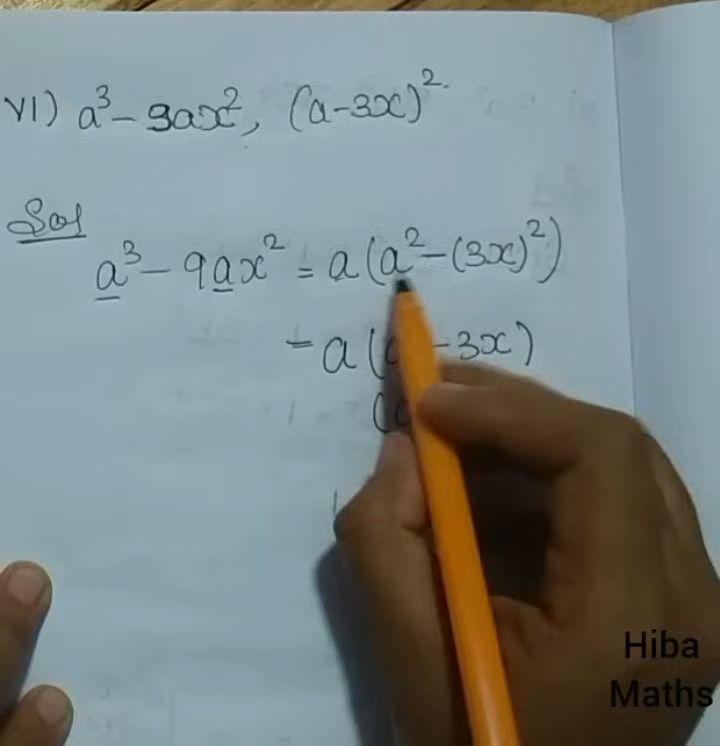 VI) a³ - 9ax², (a-3x)².
Sol
a³ - 9ax² = a(a² - (3x)²)
= a( - 3x)
(
Hiba
Maths